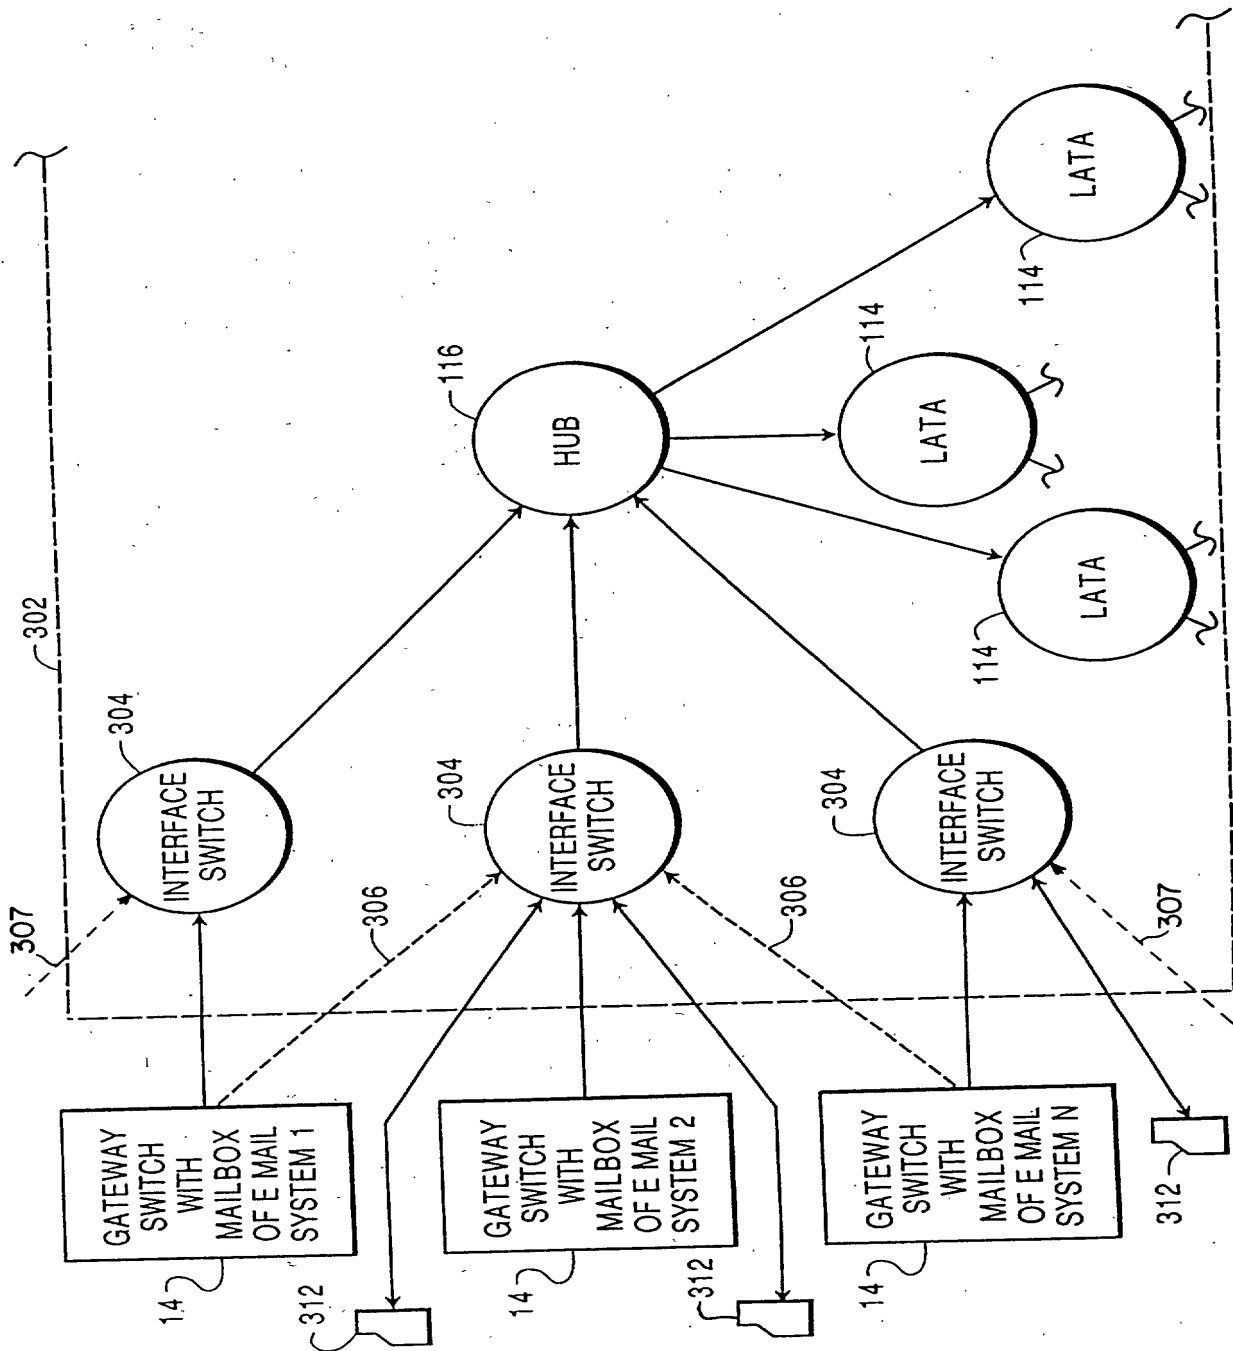 302
307
304
INTERFACE
SWITCH
306
GATEWAY
SWITCH
WITH
MAILBOX
OF E MAIL
SYSTEM 1
14
312
116
HUB
304
INTERFACE
SWITCH
306
GATEWAY
SWITCH
WITH
MAILBOX
OF E MAIL
SYSTEM 2
14
312
114
LATA
114
LATA
114
LATA
304
INTERFACE
SWITCH
307
GATEWAY
SWITCH
WITH
MAILBOX
OF E MAIL
SYSTEM N
14
312